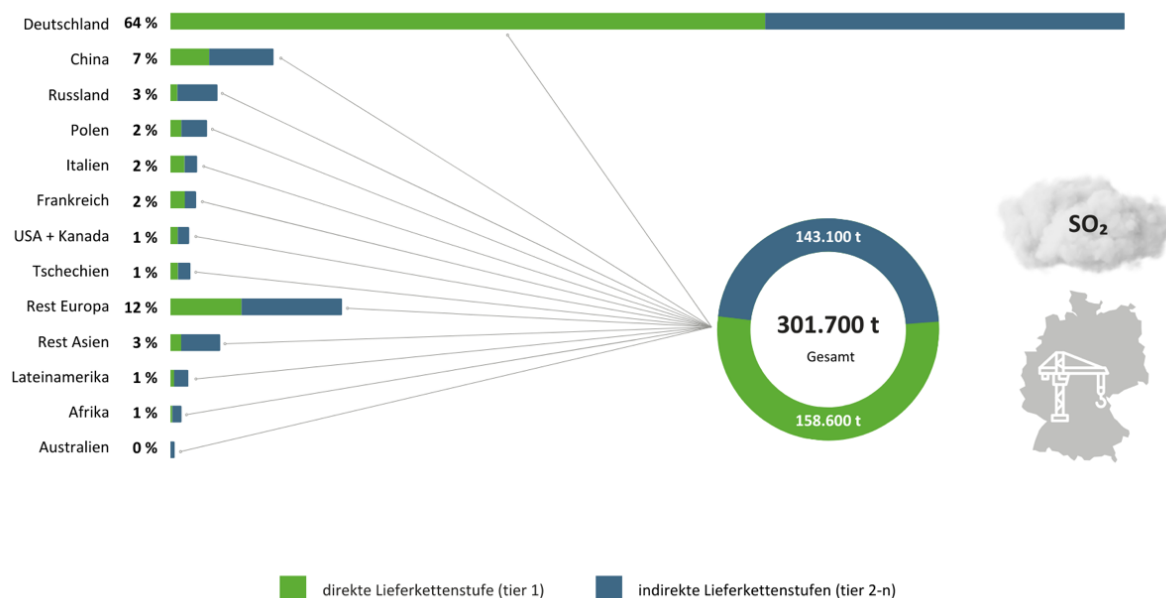 Deutschland 64 %
China 7 %
Russland 3 %
Polen 2 %
Italien 2 %
Frankreich 2 %
USA + Kanada 1 %
Tschechien 1 %
Rest Europa 12 %
Rest Asien 3 %
Lateinamerika 1 %
Afrika 1 %
Australien 0 %
143.100 t
301.700 t
Gesamt
158.600 t
SO₂
direkte Lieferkettenstufe (tier 1)
indirekte Lieferkettenstufen (tier 2-n)